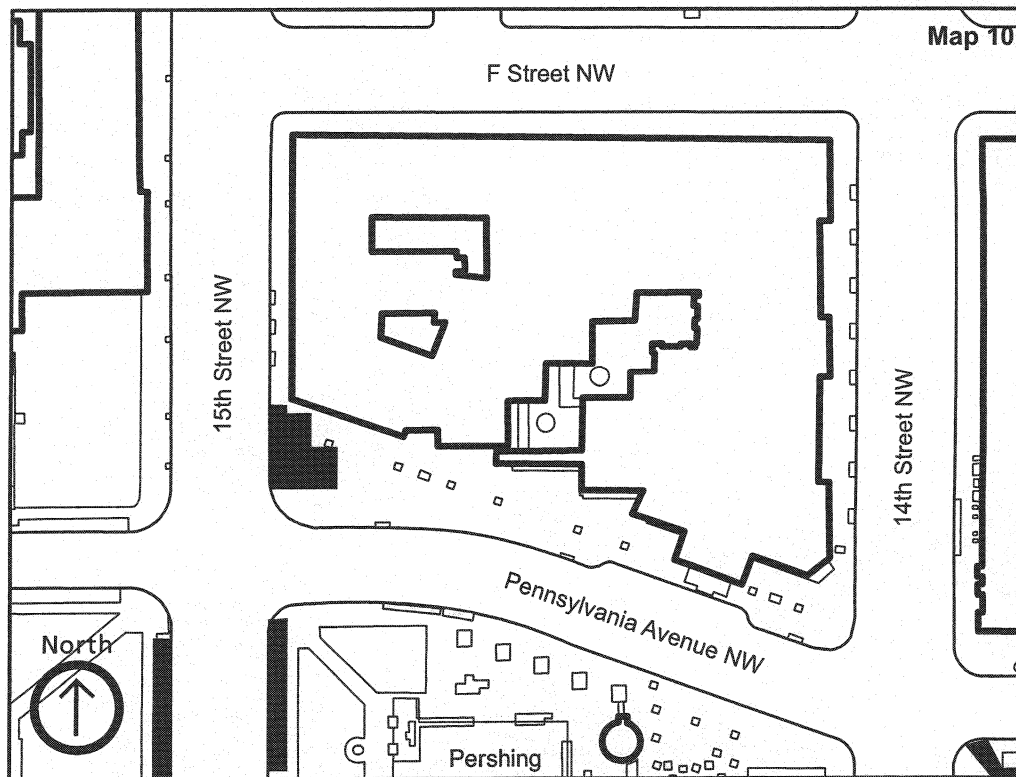 Map 10
F Street NW
15th Street NW
14th Street NW
Pennsylvania Avenue NW
North
Pershing